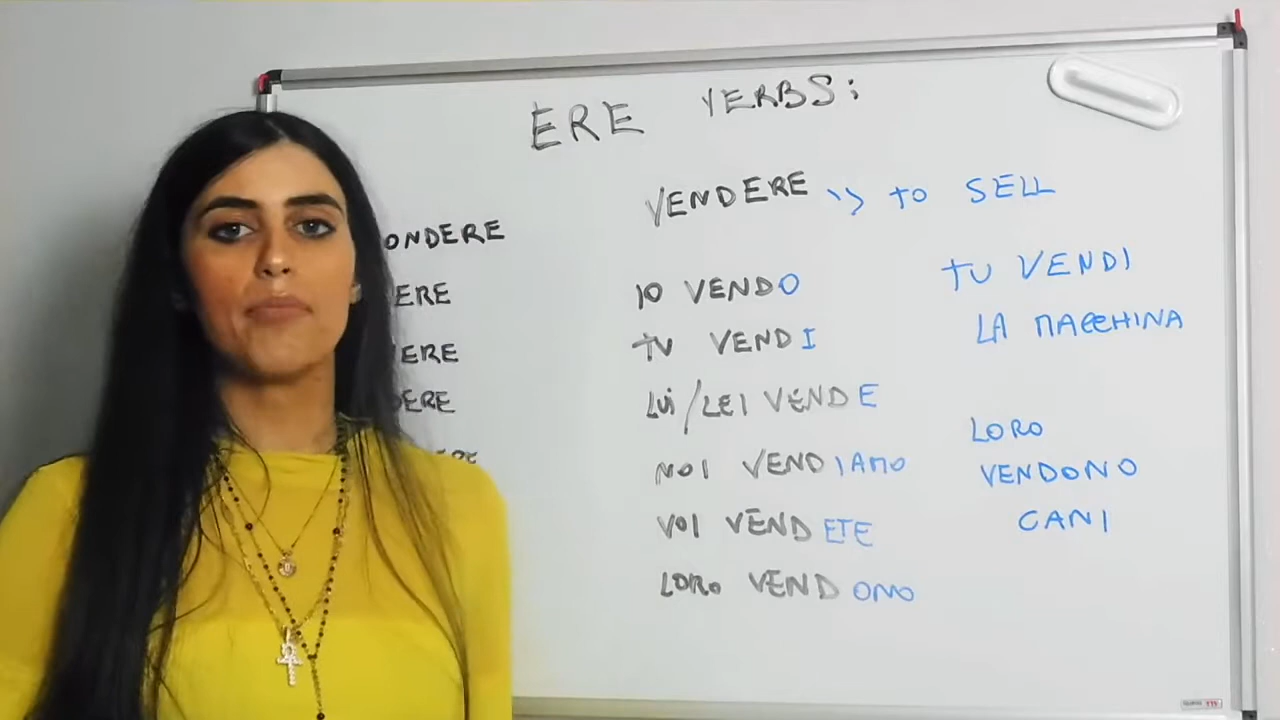 ERE VERBS:
ONDERE
ERE
ERE
DERE
ERE
VENDERE >> TO SELL
IO VENDO
TU VENDI
LUI/LEI VENDE
NOI VENDIAMO
VOI VENDETE
LORO VENDONO
TU VENDI
LA MACCHINA
LORO
VENDONO
CANI